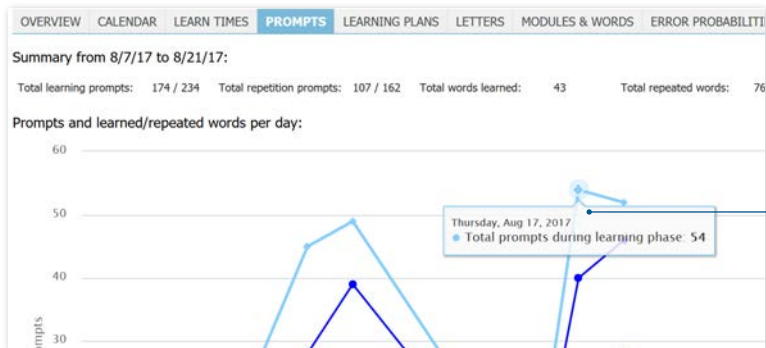 OVERVIEW CALENDAR LEARN TIMES PROMPTS LEARNING PLANS LETTERS MODULES & WORDS ERROR
Summary from 8/7/17 to 8/21/17:
Total learning prompts: 174 / 234 Total repetition prompts: 107 / 162 Total words learned: 43 Total repeated words: 76
Prompts and learned/repeated words per day:
60
50
Thursday, Aug 17, 2017
Total prompts during learning phase: 54
40
30